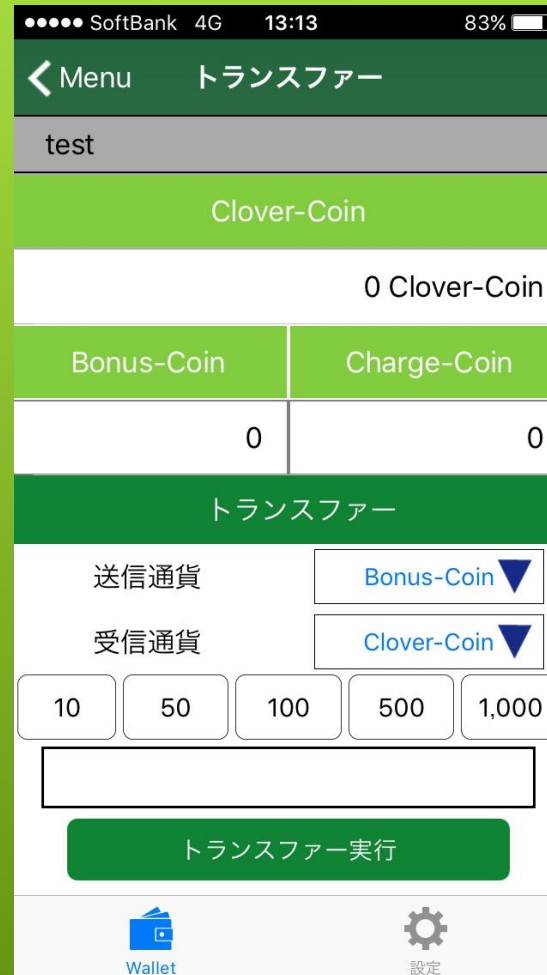 SoftBank 4G 13:13 83%
Menu トランスファー
test
Clover-Coin
0 Clover-Coin
Bonus-Coin Charge-Coin
0 0
トランスファー
送信通貨 Bonus-Coin
受信通貨 Clover-Coin
10 50 100 500 1,000
トランスファー実行
Wallet 設定